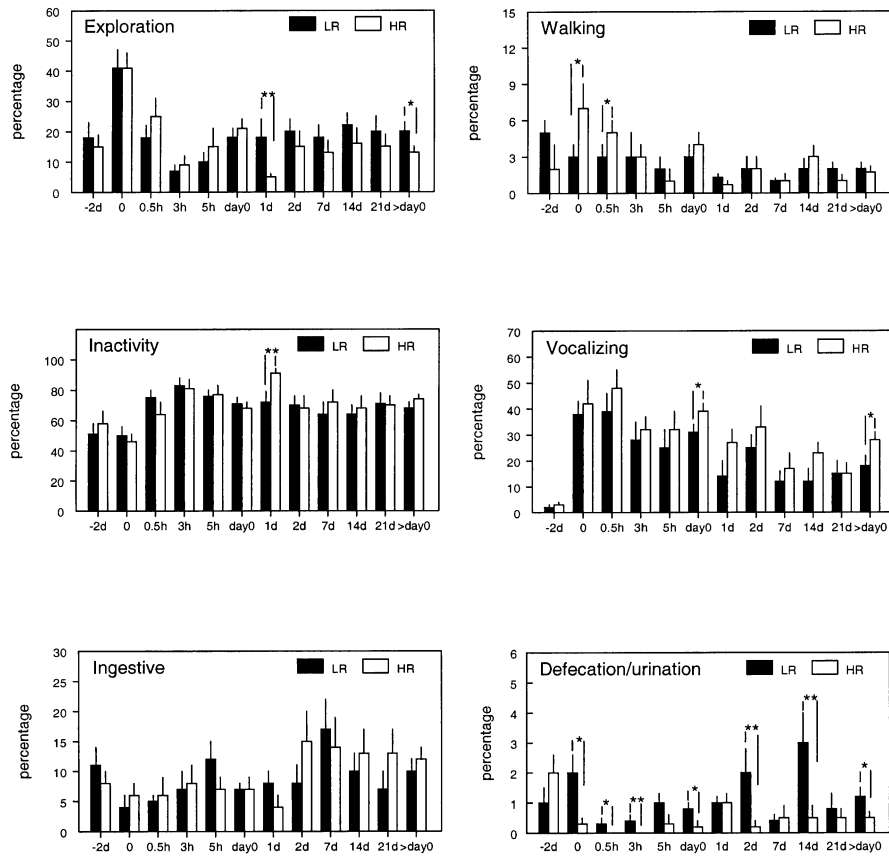 Exploration LR HR
percentage
60
50
40
30
20
10
0
** *
-2d 0 0.5h 3h 5h day0 1d 2d 7d 14d 21d >day0
Walking LR HR
percentage
15
12
9
6
3
0
* *
-2d 0 0.5h 3h 5h day0 1d 2d 7d 14d 21d >day0
Inactivity LR HR
percentage
100
80
60
40
20
0
**
-2d 0 0.5h 3h 5h day0 1d 2d 7d 14d 21d >day0
Vocalizing LR HR
percentage
70
60
50
40
30
20
10
0
* *
-2d 0 0.5h 3h 5h day0 1d 2d 7d 14d 21d >day0
Ingestive LR HR
percentage
30
25
20
15
10
5
0
-2d 0 0.5h 3h 5h day0 1d 2d 7d 14d 21d >day0
Defecation/urination LR HR
percentage
6
5
4
3
2
1
0
* * ** * ** ** *
-2d 0 0.5h 3h 5h day0 1d 2d 7d 14d 21d >day0